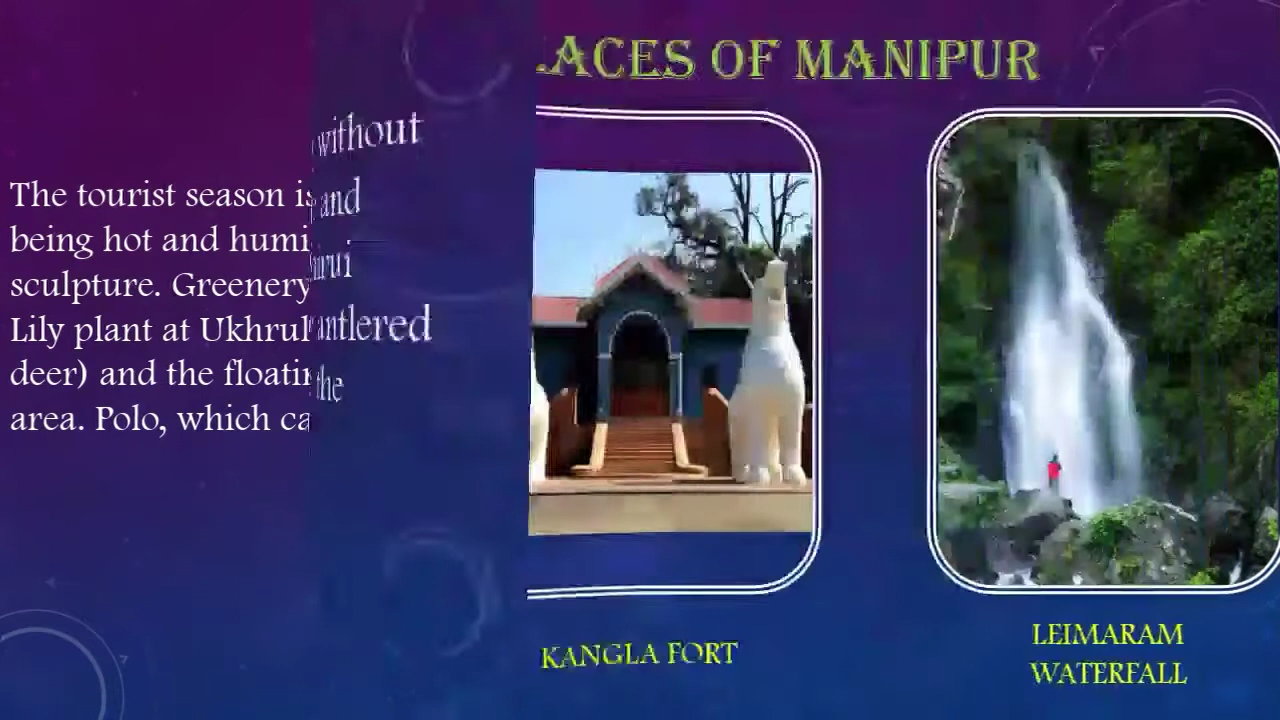 ACES OF MANIPUR
The tourist season is
being hot and humi
sculpture. Greenery
Lily plant at Ukhrul
deer) and the floatin
area. Polo, which ca
without
and
antlered
the
KANGLA FORT
LEIMARAM
WATERFALL